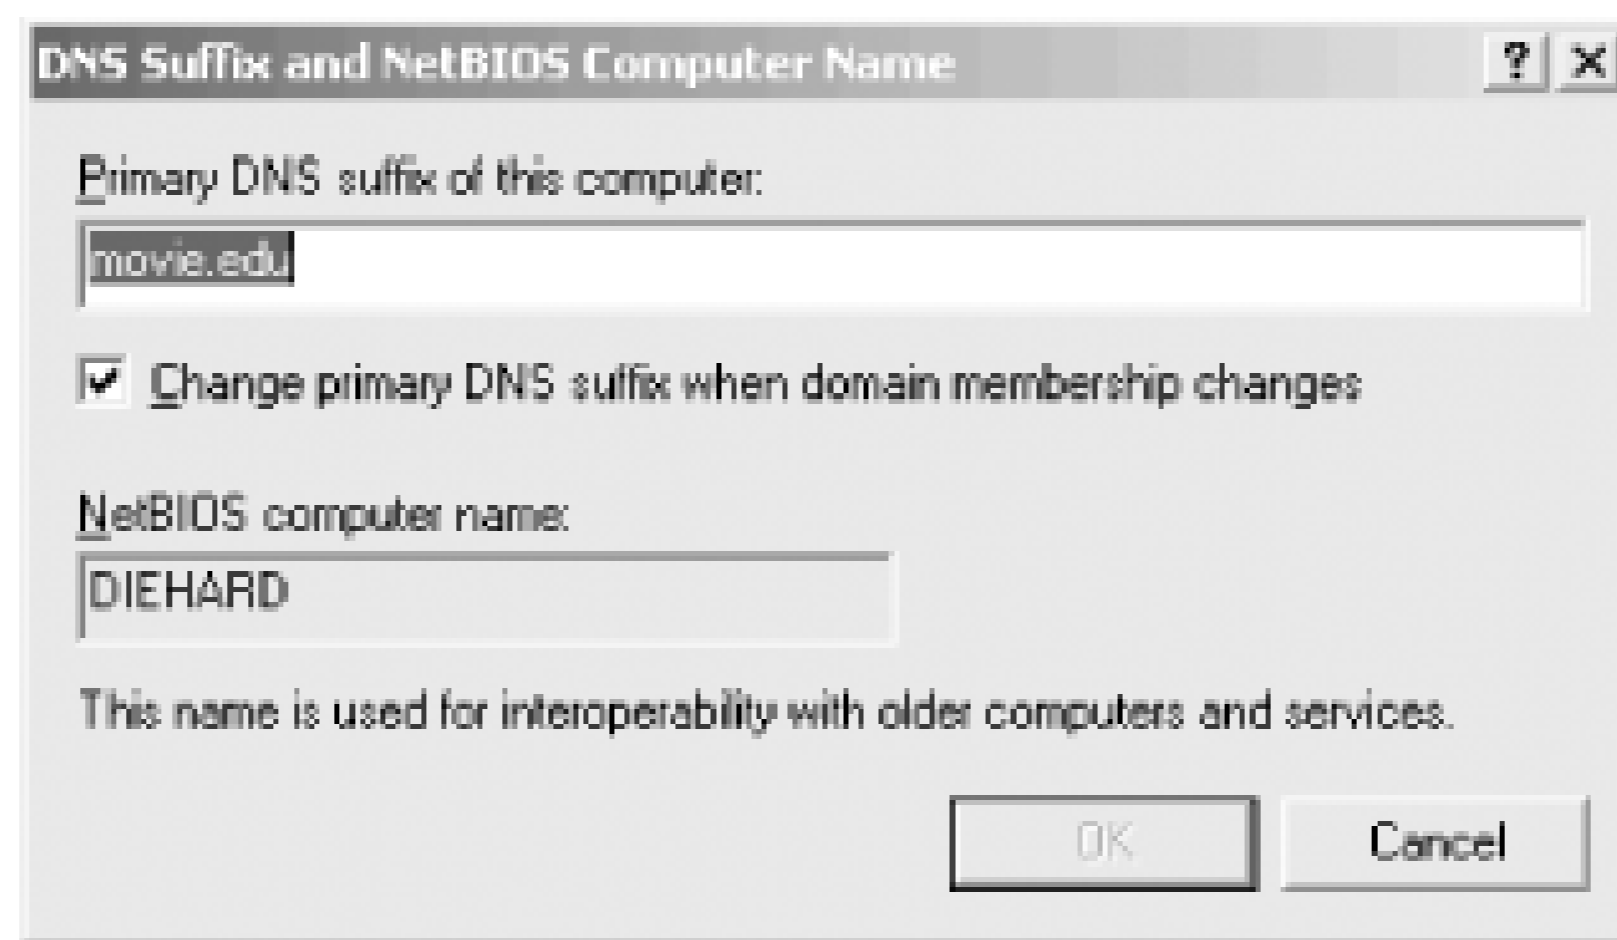 DNS Suffix and NetBIOS Computer Name
Primary DNS suffix of this computer:
movie.edu
Change primary DNS suffix when domain membership changes
NetBIOS computer name:
DIEHARD
This name is used for interoperability with older computers and services.
OK Cancel